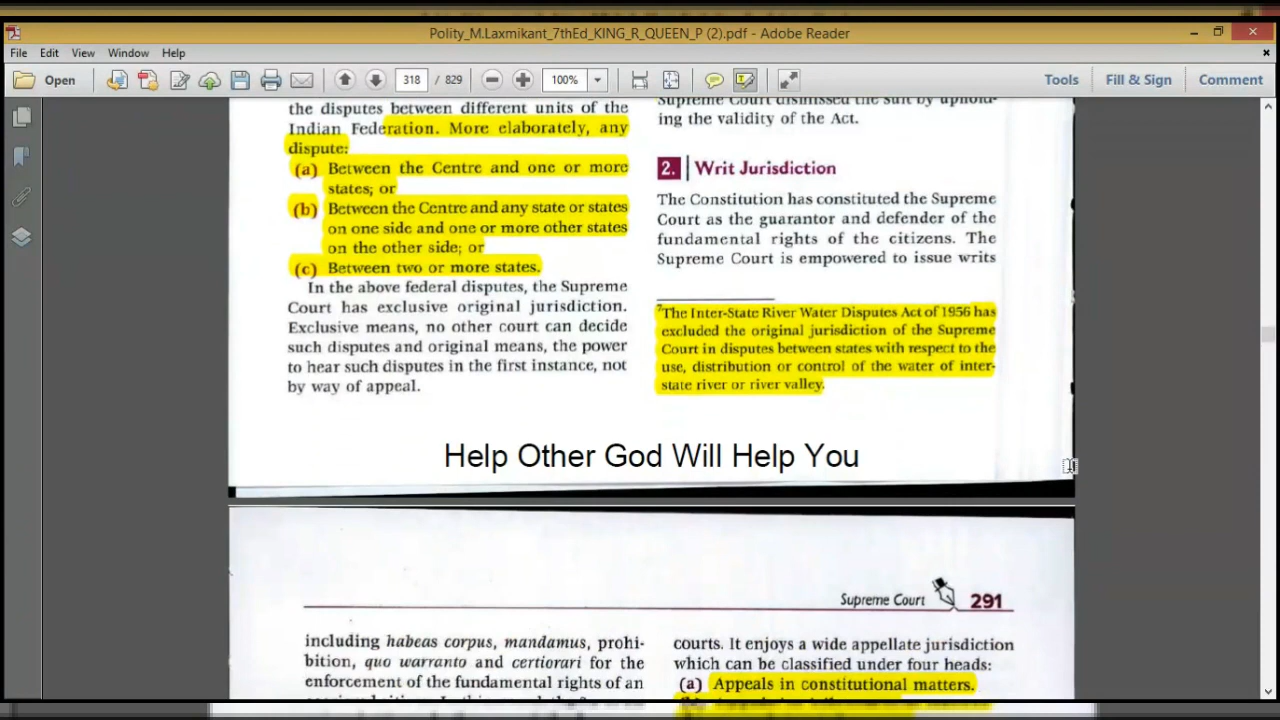 Polity_M.Laxmikant_7thEd_KING_R_QUEEN_P (2).pdf - Adobe Reader
File Edit View Window Help
Open 318 / 829 100% Tools Fill & Sign Comment
the disputes between different units of the
Indian Federation. More elaborately, any
dispute:
(a) Between the Centre and one or more
states; or
(b) Between the Centre and any state or states
on one side and one or more other states
on the other side; or
(c) Between two or more states.
In the above federal disputes, the Supreme
Court has exclusive original jurisdiction.
Exclusive means, no other court can decide
such disputes and original means, the power
to hear such disputes in the first instance, not
by way of appeal.
Supreme Court dismissed the suit by uphold-
ing the validity of the Act.
2. Writ Jurisdiction
The Constitution has constituted the Supreme
Court as the guarantor and defender of the
fundamental rights of the citizens. The
Supreme Court is empowered to issue writs
7The Inter-State River Water Disputes Act of 1956 has
excluded the original jurisdiction of the Supreme
Court in disputes between states with respect to the
use, distribution or control of the water of inter-
state river or river valley.
Help Other God Will Help You
Supreme Court 291
including habeas corpus, mandamus, prohi-
bition, quo warranto and certiorari for the
enforcement of the fundamental rights of an
courts. It enjoys a wide appellate jurisdiction
which can be classified under four heads:
(a) Appeals in constitutional matters.